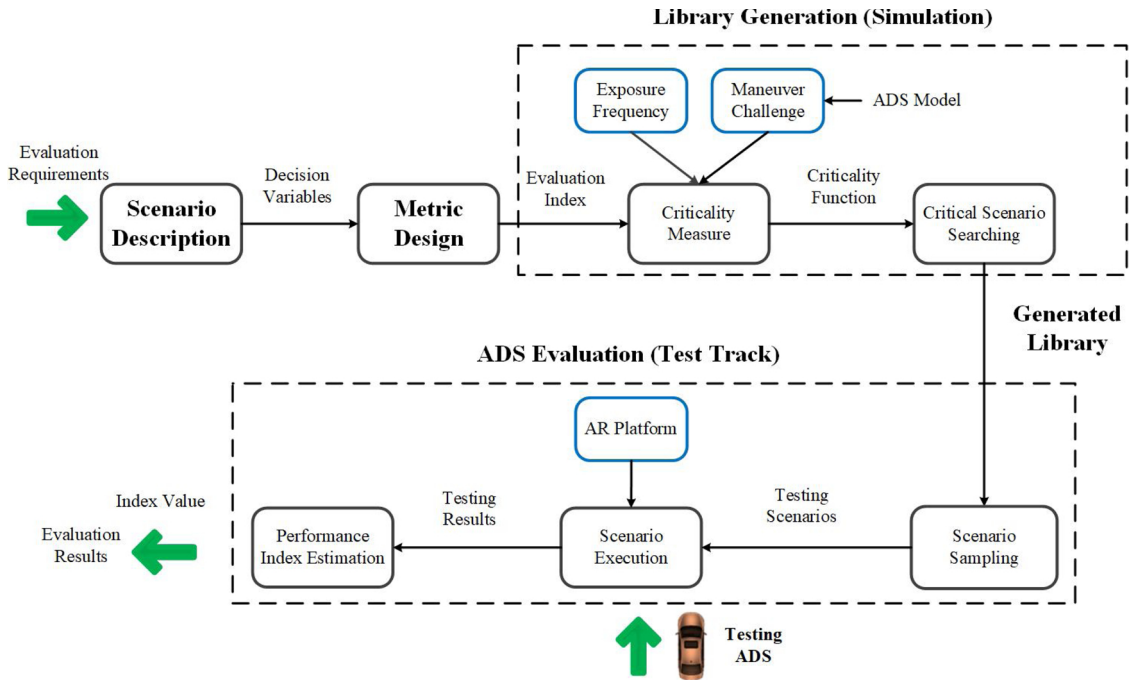 Library Generation (Simulation)
Exposure
Frequency
Maneuver
Challenge
ADS Model
Evaluation
Requirements
Scenario
Description
Decision
Variables
Metric
Design
Evaluation
Index
Criticality
Measure
Criticality
Function
Critical Scenario
Searching
Generated
Library
ADS Evaluation (Test Track)
AR Platform
Scenario
Sampling
Testing
Scenarios
Scenario
Execution
Testing
Results
Performance
Index Estimation
Index Value
Evaluation
Results
Testing
ADS